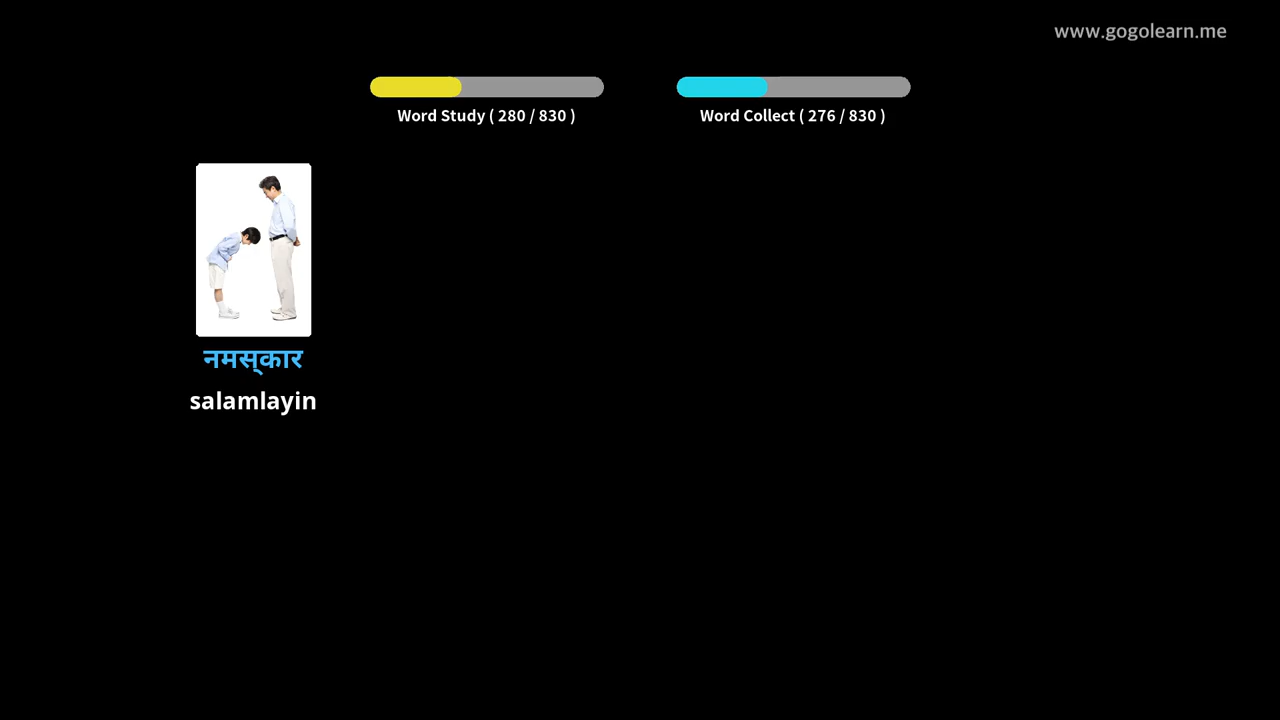 www.gogolearn.me
Word Study ( 280 / 830 )
Word Collect ( 276 / 830 )
नमस्कार
salamlayin